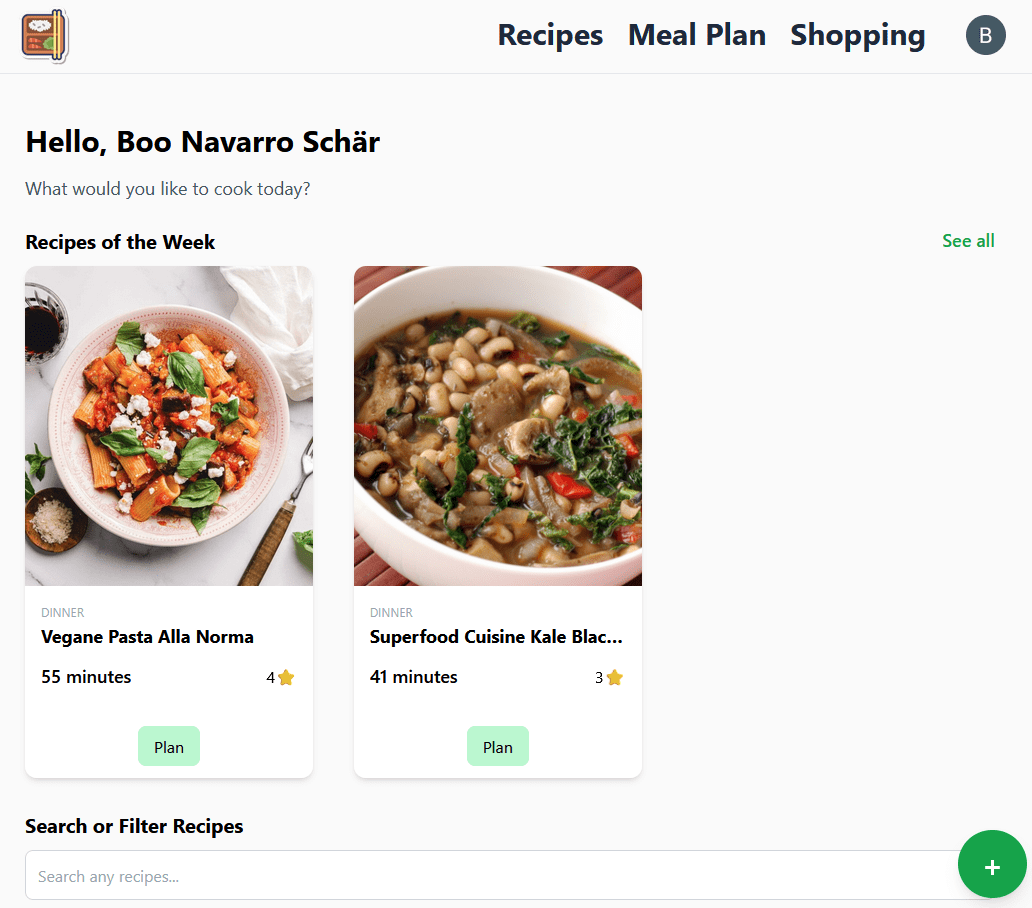 Recipes Meal Plan Shopping B
Hello, Boo Navarro Schär
What would you like to cook today?
Recipes of the Week
See all
DINNER
Vegane Pasta Alla Norma
55 minutes
4
Plan
DINNER
Superfood Cuisine Kale Blac...
41 minutes
3
Plan
Search or Filter Recipes
Search any recipes...
+